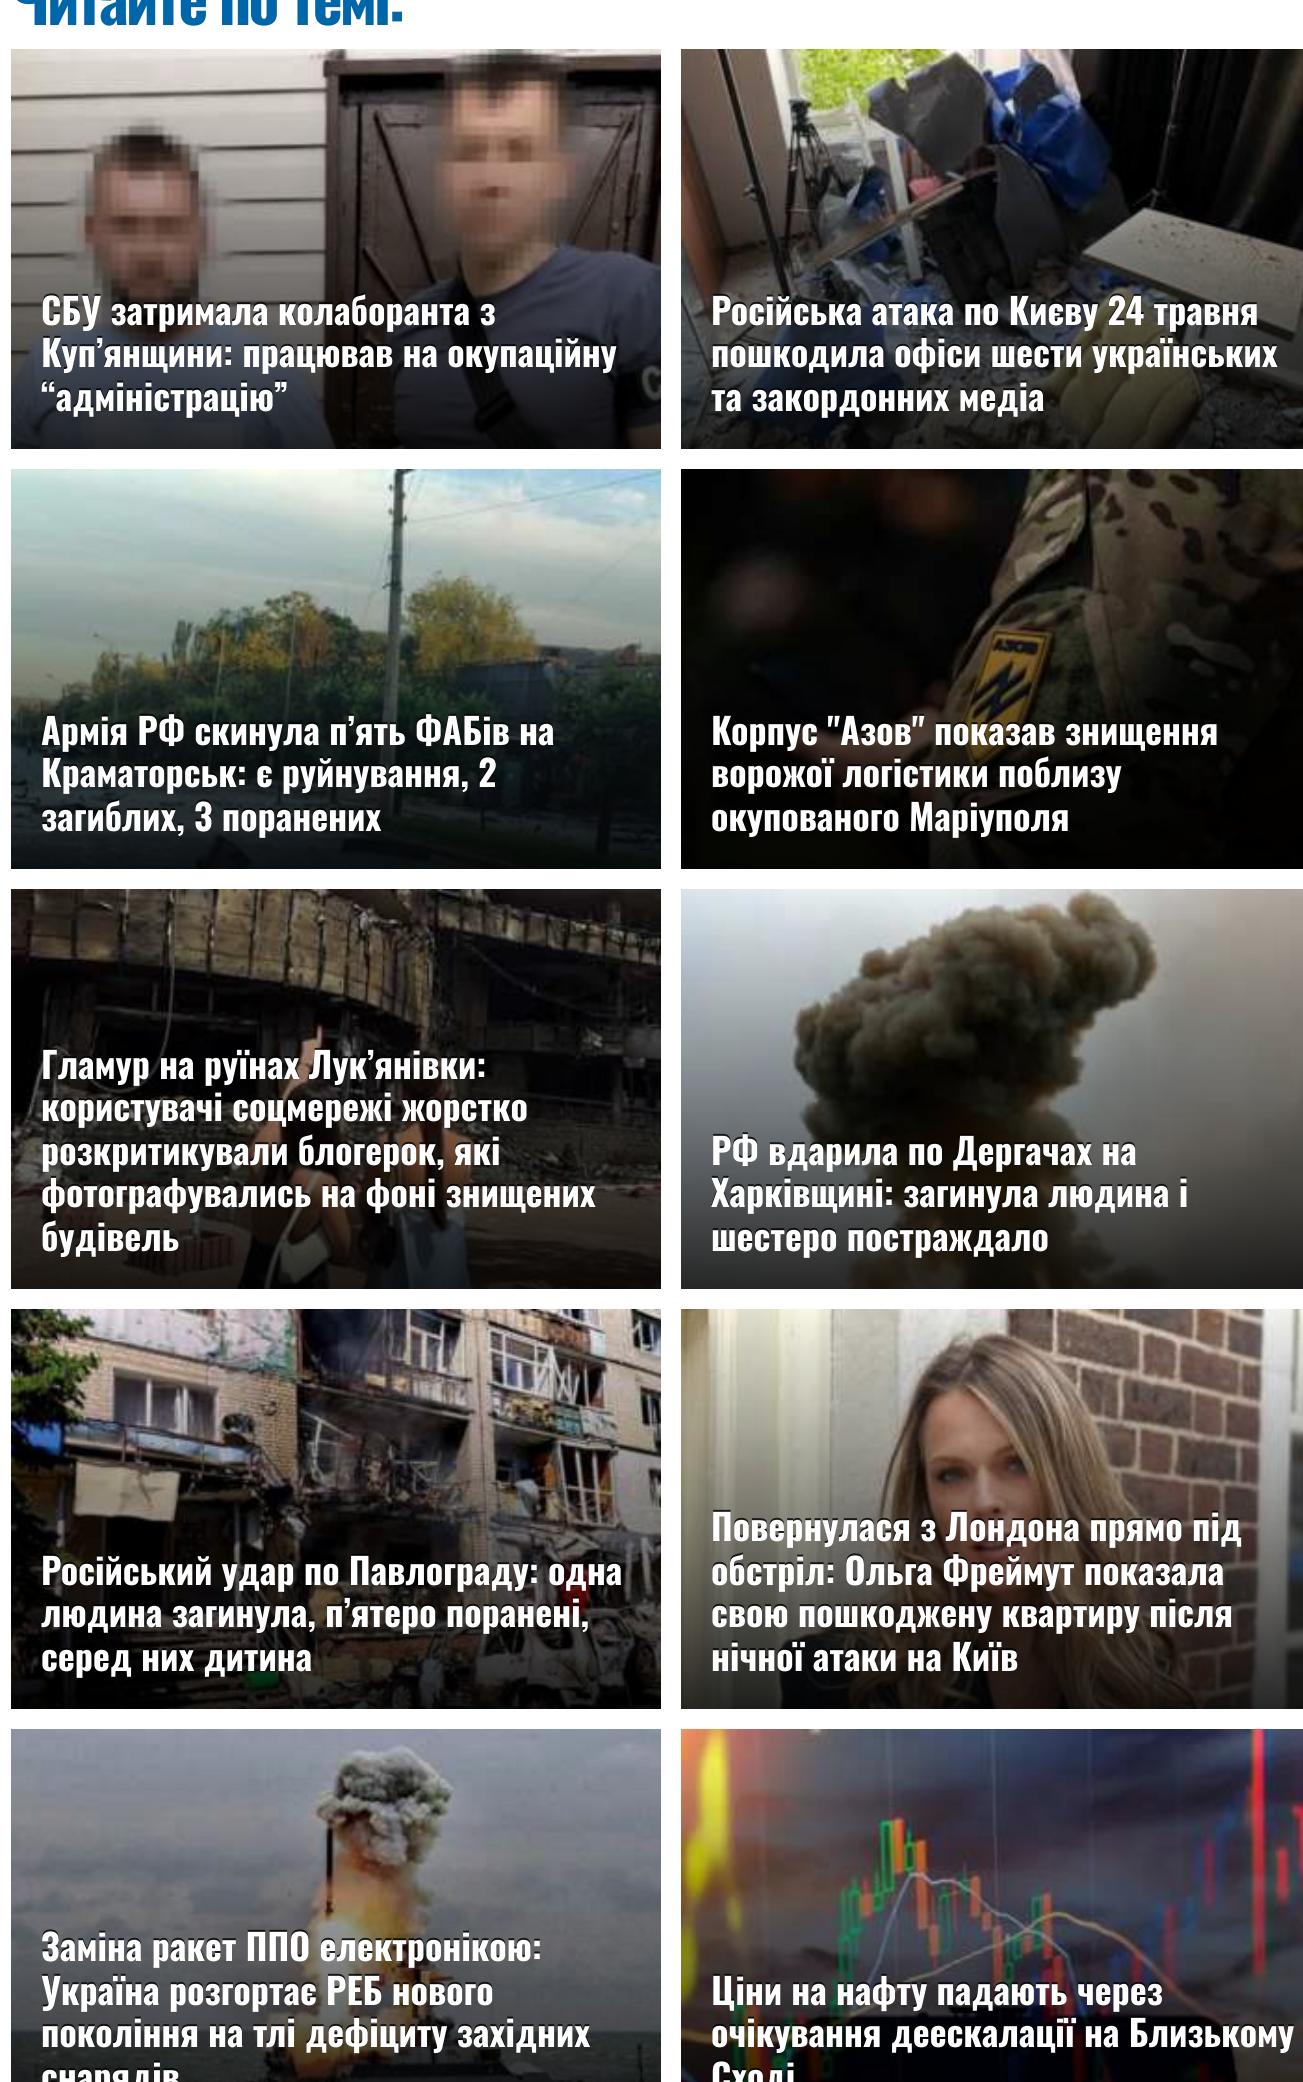 Читайте по темі:
СБУ затримала колаборанта з
Куп’янщини: працював на окупаційну
“адміністрацію”
С
Російська атака по Києву 24 травня
пошкодила офіси шести українських
та закордонних медіа
Армія РФ скинула п’ять ФАБів на
Краматорськ: є руйнування, 2
загиблих, 3 поранених
АЗОВ
Корпус "Азов" показав знищення
ворожої логістики поблизу
окупованого Маріуполя
Гламур на руїнах Лук’янівки:
користувачі соцмережі жорстко
розкритикували блогерок, які
фотографувались на фоні знищених
будівель
РФ вдарила по Дергачах на
Харківщині: загинула людина і
шестеро постраждало
Російський удар по Павлограду: одна
людина загинула, п’ятеро поранені,
серед них дитина
Повернулася з Лондона прямо під
обстріл: Ольга Фреймут показала
свою пошкоджену квартиру після
нічної атаки на Київ
Заміна ракет ППО електронікою:
Україна розгортає РЕБ нового
покоління на тлі дефіциту західних
снарядів
Ціни на нафту падають через
очікування деескалації на Близькому
Сході